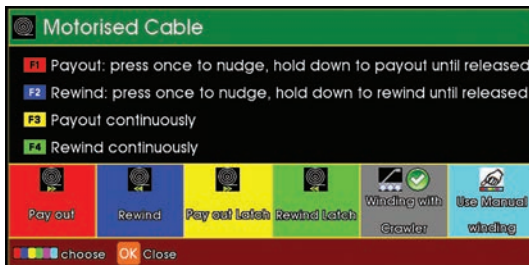 Motorised Cable
F1 Payout: press once to nudge, hold down to payout until released
F2 Rewind: press once to nudge, hold down to rewind until released
F3 Payout continuously
F4 Rewind continuously
Pay out
Rewind
Pay out Latch
Rewind Latch
Winding with
Crawler
Use Manual
winding
choose OK Close